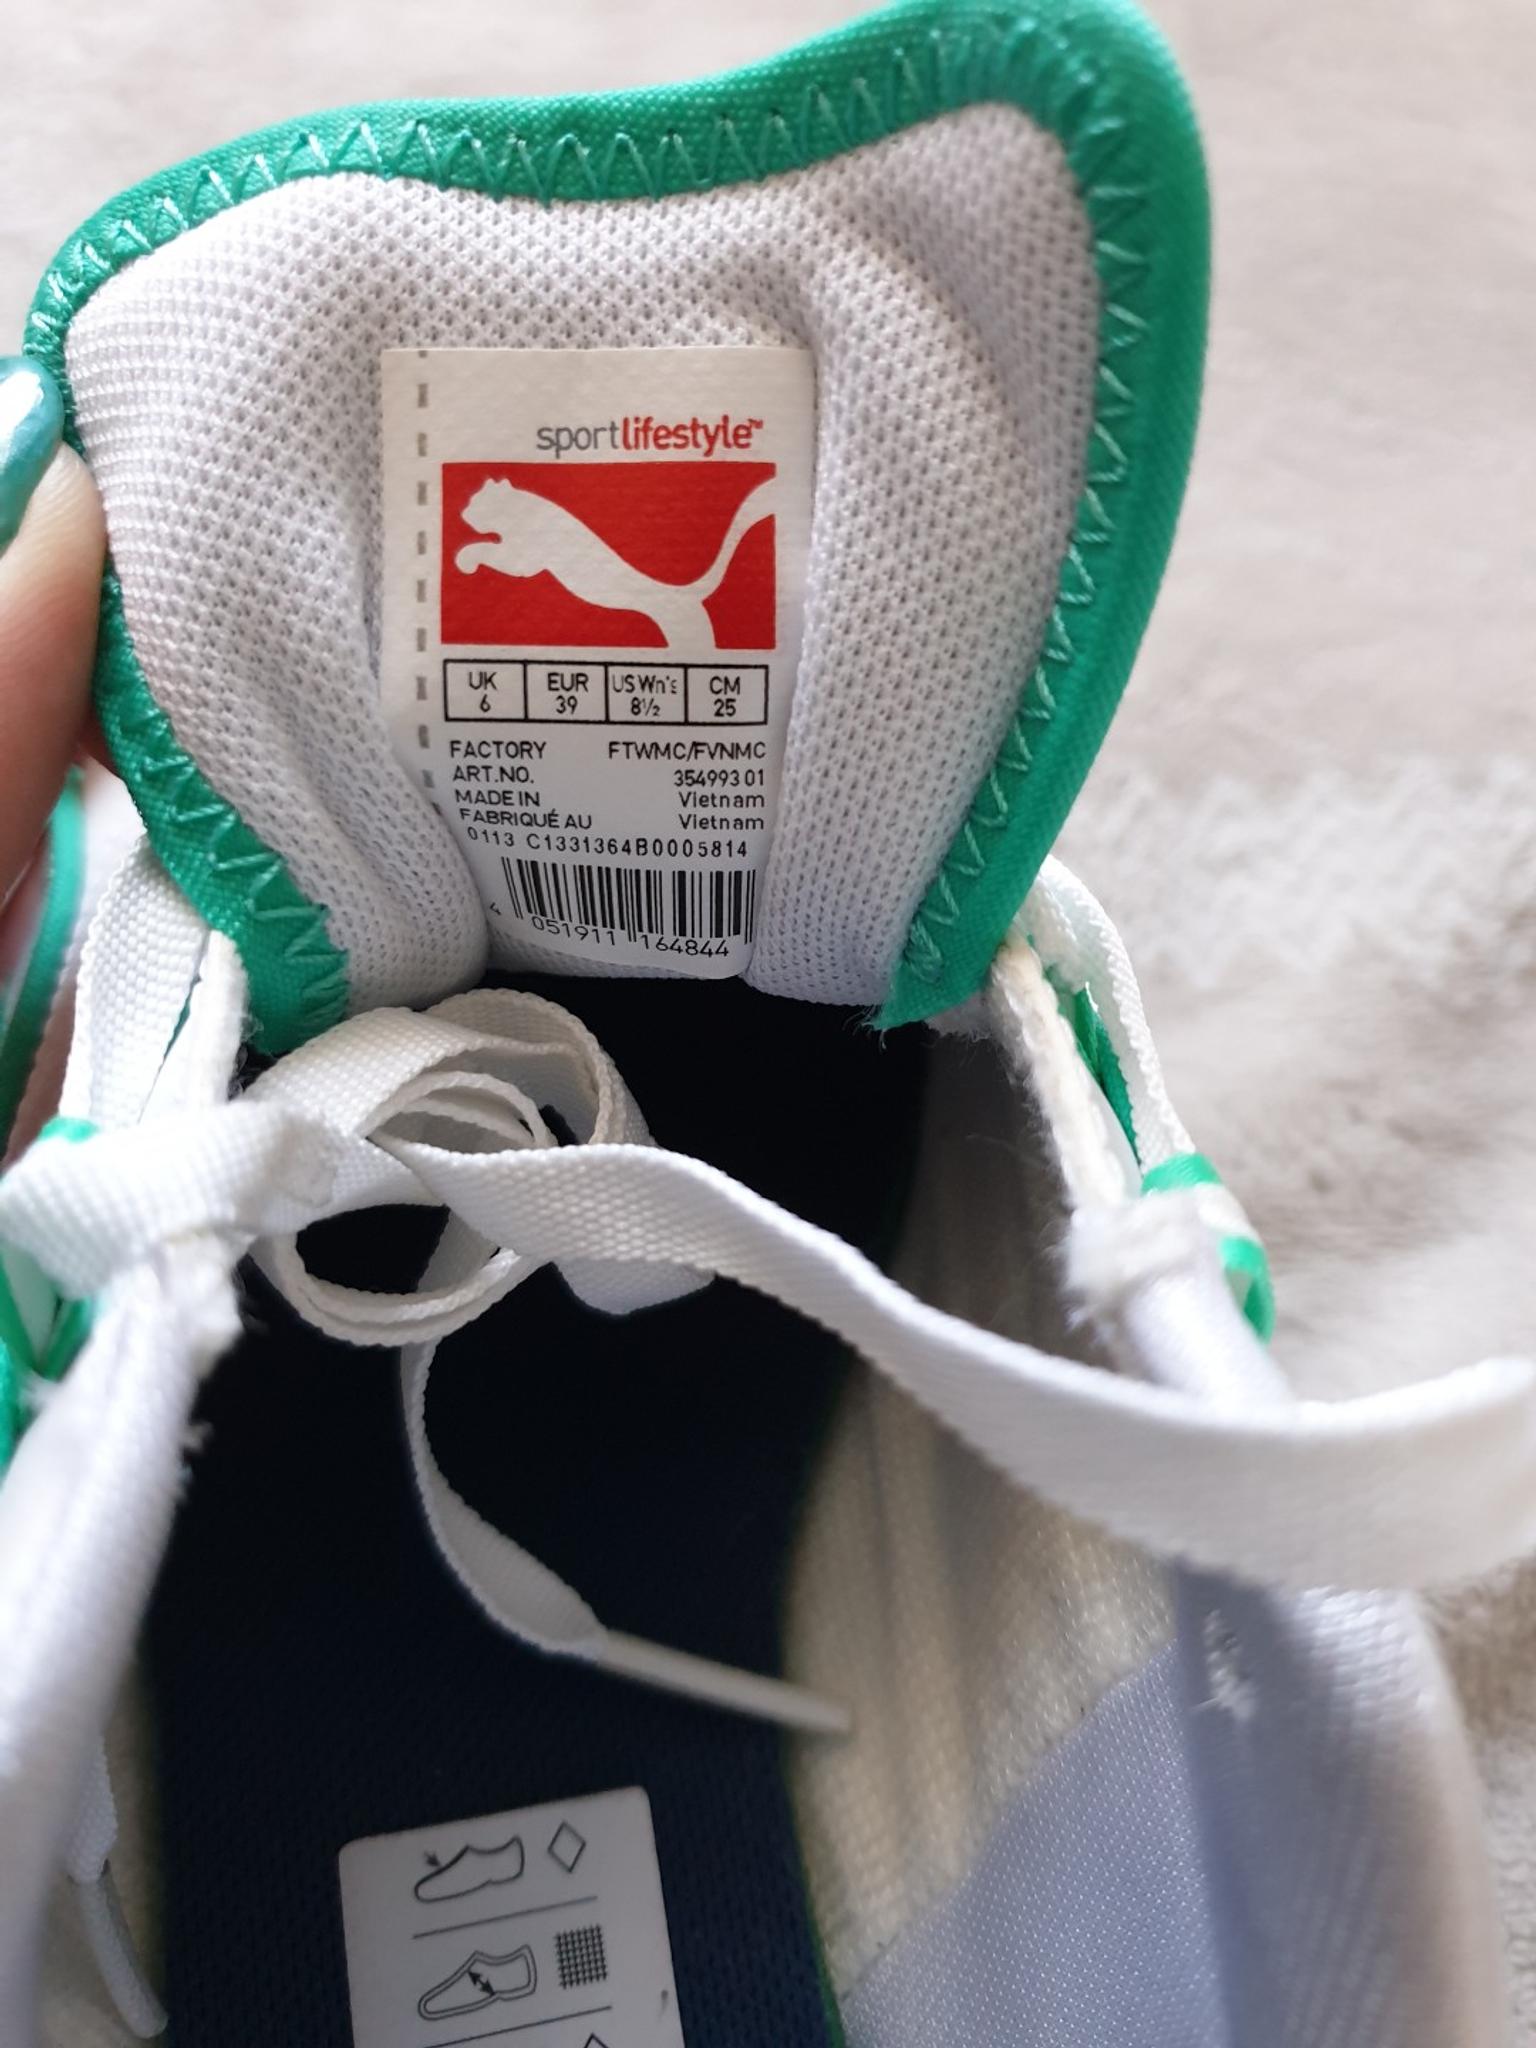 sportlifestyle™
UK EUR US Wn's CM
6 39 8½ 25
FACTORY FTWMC/FVNMC
ART.NO. 354993 01
MADE IN Vietnam
FABRIQUÉ AU Vietnam
0113 C1331364B0005814
4 051911 164844